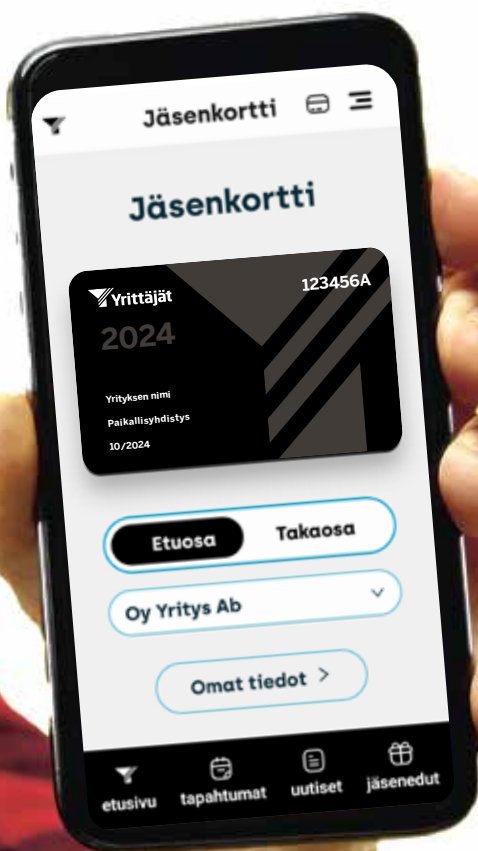 Jäsenkortti
Jäsenkortti
Yrittäjät
123456A
2024
Yrityksen nimi
Paikallisyhdistys
10/2024
Etuosa
Takaosa
Oy Yritys Ab
Omat tiedot >
etusivu
tapahtumat
uutiset
jäsenedut